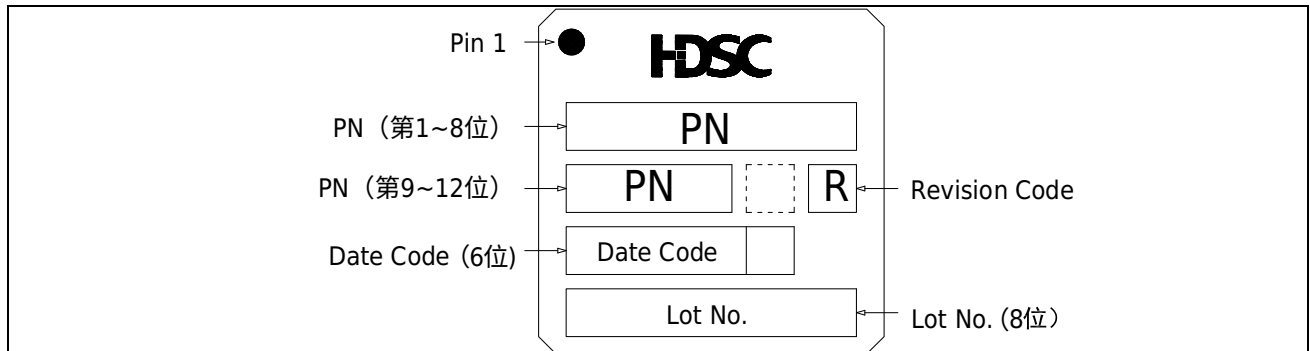 Pin 1
HDSC
PN（第1~8位）
PN
PN（第9~12位）
PN
R
Revision Code
Date Code (6位)
Date Code
Lot No.
Lot No. (8位）